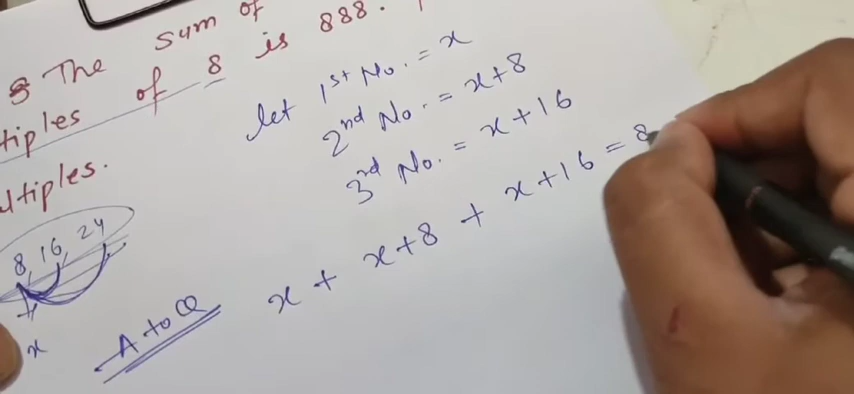 The sum of
tiples of 8 is 888.
ltiples.
let 1st No. = x
2nd No. = x+8
3rd No. = x+16
8, 16, 24
x
A to Q
x + x+8 + x+16 = 8